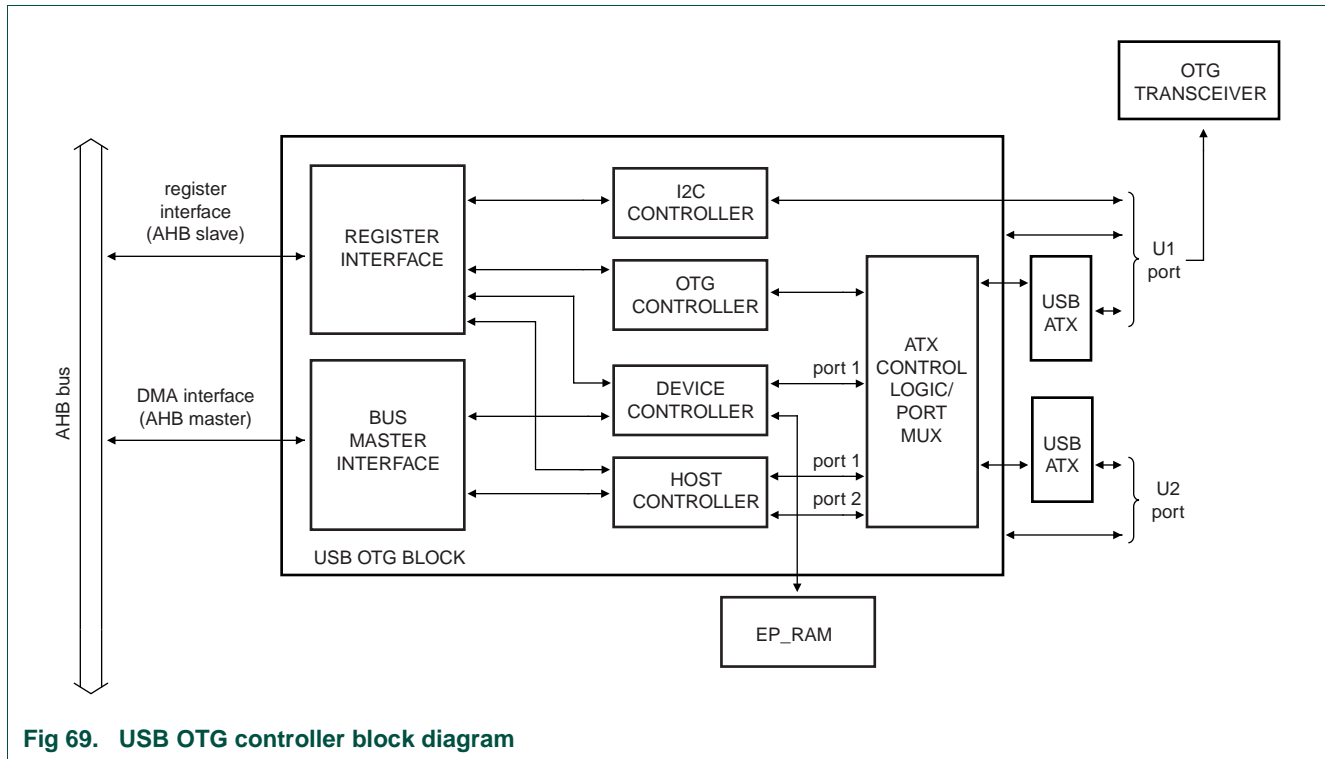 OTG
TRANSCEIVER
AHB bus
register
interface
(AHB slave)
DMA interface
(AHB master)
REGISTER
INTERFACE
BUS
MASTER
INTERFACE
I2C
CONTROLLER
OTG
CONTROLLER
DEVICE
CONTROLLER
HOST
CONTROLLER
port 1
port 1
port 2
ATX
CONTROL
LOGIC/
PORT
MUX
USB
ATX
USB
ATX
U1
port
U2
port
USB OTG BLOCK
EP_RAM
Fig 69. USB OTG controller block diagram